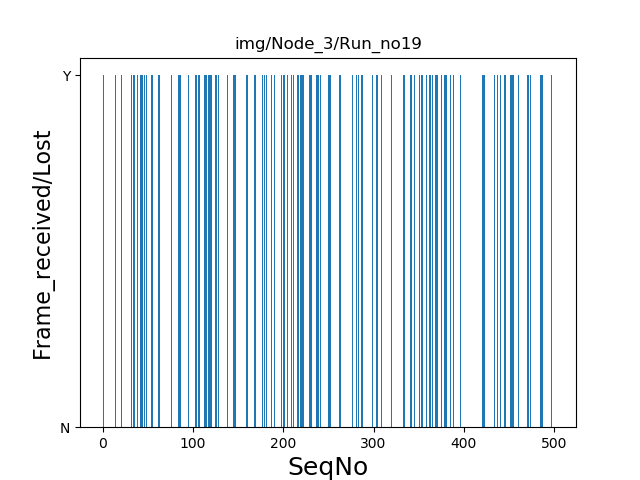 img/Node_3/Run_no19
Y
Frame_received/Lost
N
0 100 200 300 400 500
SeqNo